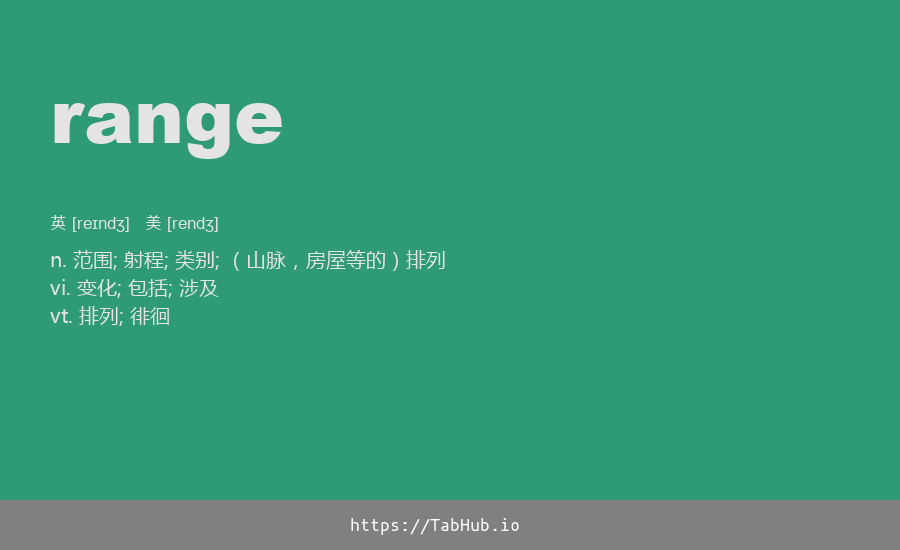 range
英 [reɪndʒ] 美 [rendʒ]
n. 范围; 射程; 类别; （山脉，房屋等的）排列
vi. 变化; 包括; 涉及
vt. 排列; 徘徊
https://TabHub.io